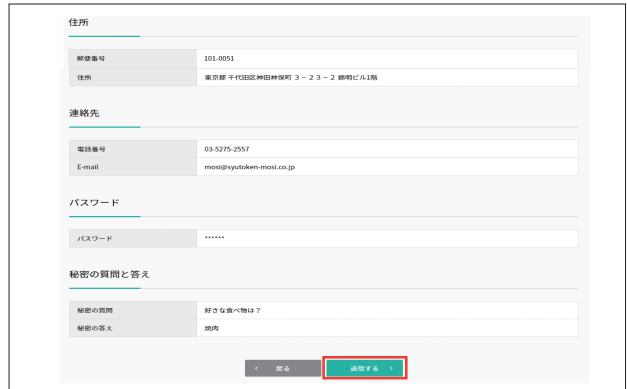 住所
郵便番号 101-0051
住所 東京都 千代田区神田神保町 3-23-2 錦明ビル1階
連絡先
電話番号 03-5275-2557
E-mail mosi@syutoken-mosi.co.jp
パスワード
パスワード ******
秘密の質問と答え
秘密の質問 好きな食べ物は？
秘密の答え 焼肉
< 戻る 送信する >